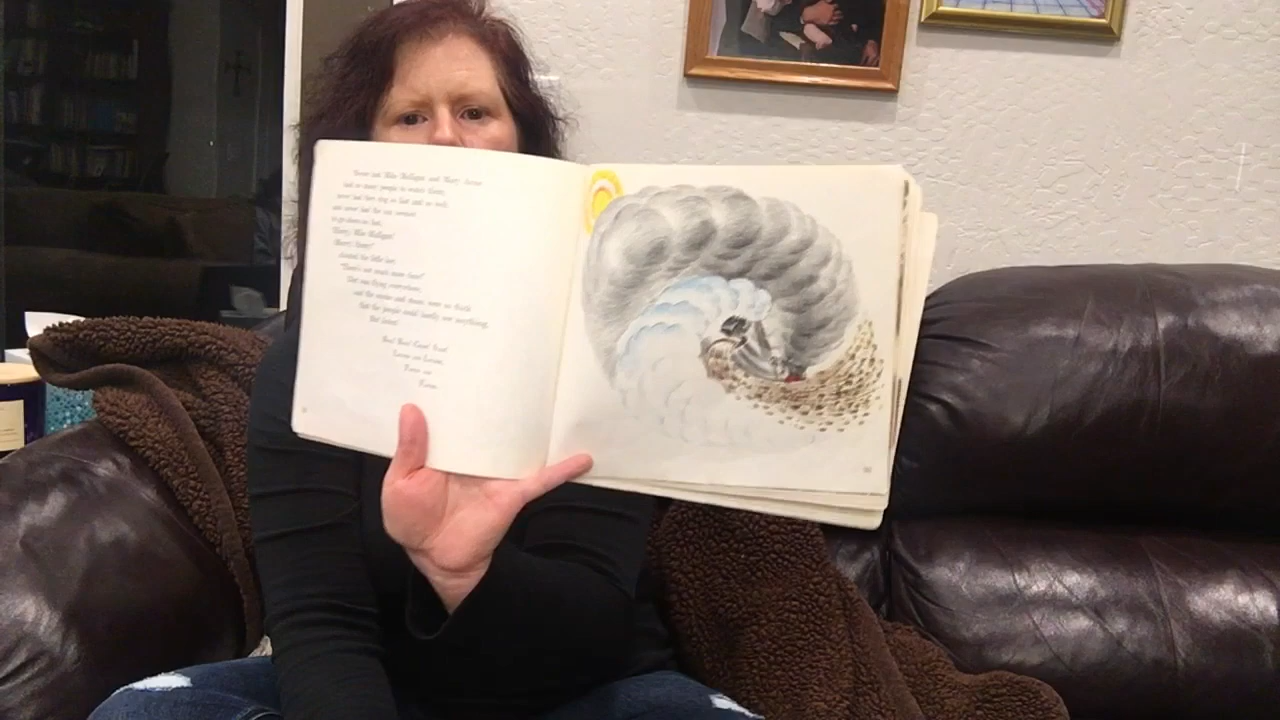 Never had Mike Mulligan and Mary Anne
had so many people to watch them;
never had they dug so fast and so well;
and never had the sun seemed
to go down so fast.
"Hurry, Mike Mulligan!
Hurry! Hurry!"
shouted the little boy.
"There's not much more time!"
Dirt was flying everywhere,
and the smoke and steam were so thick
that the people could hardly see anything.
But listen!
BING! BANG! CRASH! SLAM!
LOUDER AND LOUDER,
FASTER AND
FASTER.